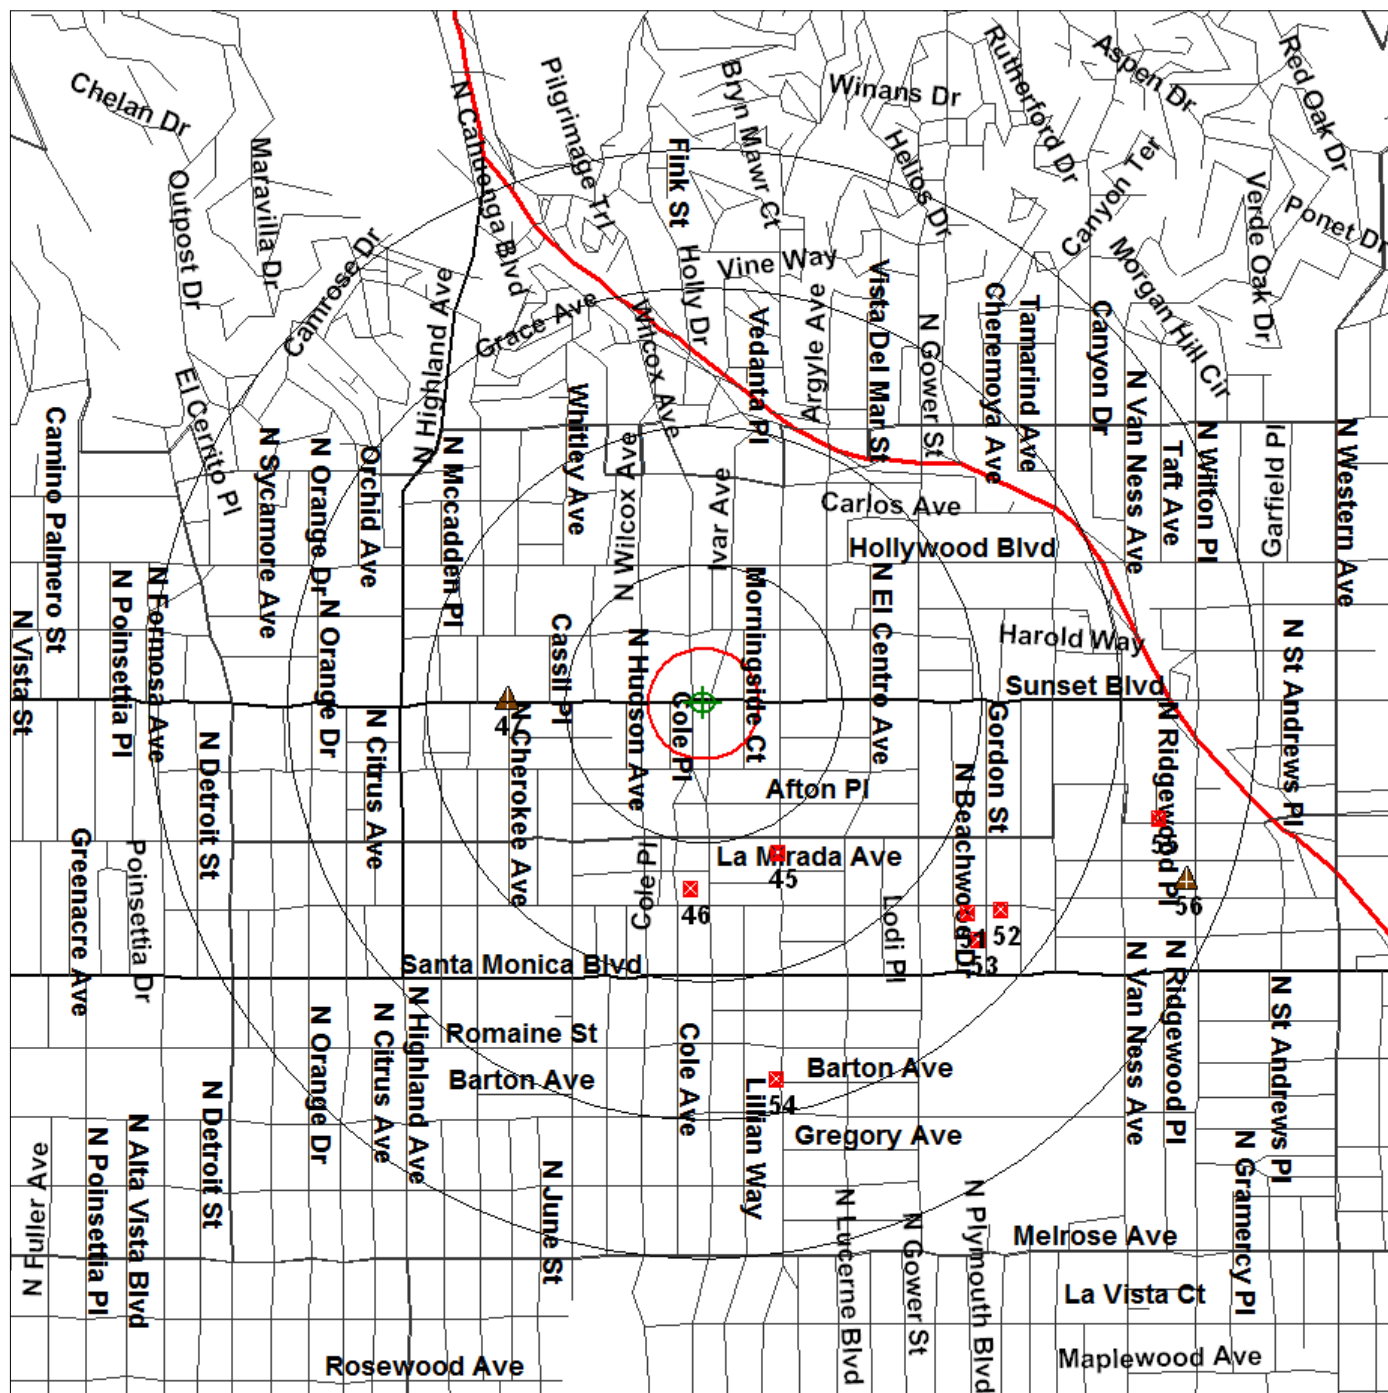 Chelan Dr
N Cahuenga Blvd
Pilgrimage Trl
Bryn Mawr Ct
Winans Dr
Rutherford Dr
Aspen Dr
Red Oak Dr
Outpost Dr
Maravilla Dr
Camrose Dr
Fink St
Helios Dr
Canyon Ter
Verde Oak Dr
Ponet Dr
N Highland Ave
Grace Ave
Wilcox Ave
Holly Dr
Vine Way
Vedanta Pl
Argyle Ave
Vista Del Mar St
N Gower St
Cheremoya Ave
Tamarind Ave
Canyon Dr
Morgan Hill Cir
El Cerrito Pl
Camino Palmero St
N Sycamore Ave
N Orange Dr
Orchid Ave
N Mccadden Pl
Whitley Ave
N Wilcox Ave
Ivar Ave
Carlos Ave
Hollywood Blvd
N Van Ness Ave
Taft Ave
N Wilton Pl
Garfield Pl
N Western Ave
N Vista St
N Poinsettia Pl
N Formosa Ave
N Orange Dr
Cassil Pl
N Hudson Ave
Cole Pl
Morningside Ct
N El Centro Ave
Harold Way
Sunset Blvd
N St Andrews Pl
47
N Detroit St
N Citrus Ave
N Cherokee Ave
Afton Pl
N Beachwood Dr
Gordon St
N Ridgewood Pl
55
Greenacre Ave
Poinsettia Dr
Cole Pl
La Mirada Ave
45
46
Lodi Pl
51
52
53
56
Santa Monica Blvd
N Orange Dr
N Citrus Ave
N Highland Ave
Romaine St
Barton Ave
Cole Ave
Barton Ave
54
Lillian Way
Gregory Ave
N Van Ness Ave
N Ridgewood Pl
N St Andrews Pl
N Fuller Ave
N Poinsettia Pl
N Alta Vista Blvd
N Detroit St
N June St
N Lucerne Blvd
N Gower St
N Plymouth Blvd
Melrose Ave
N Gramercy Pl
La Vista Ct
Rosewood Ave
Maplewood Ave